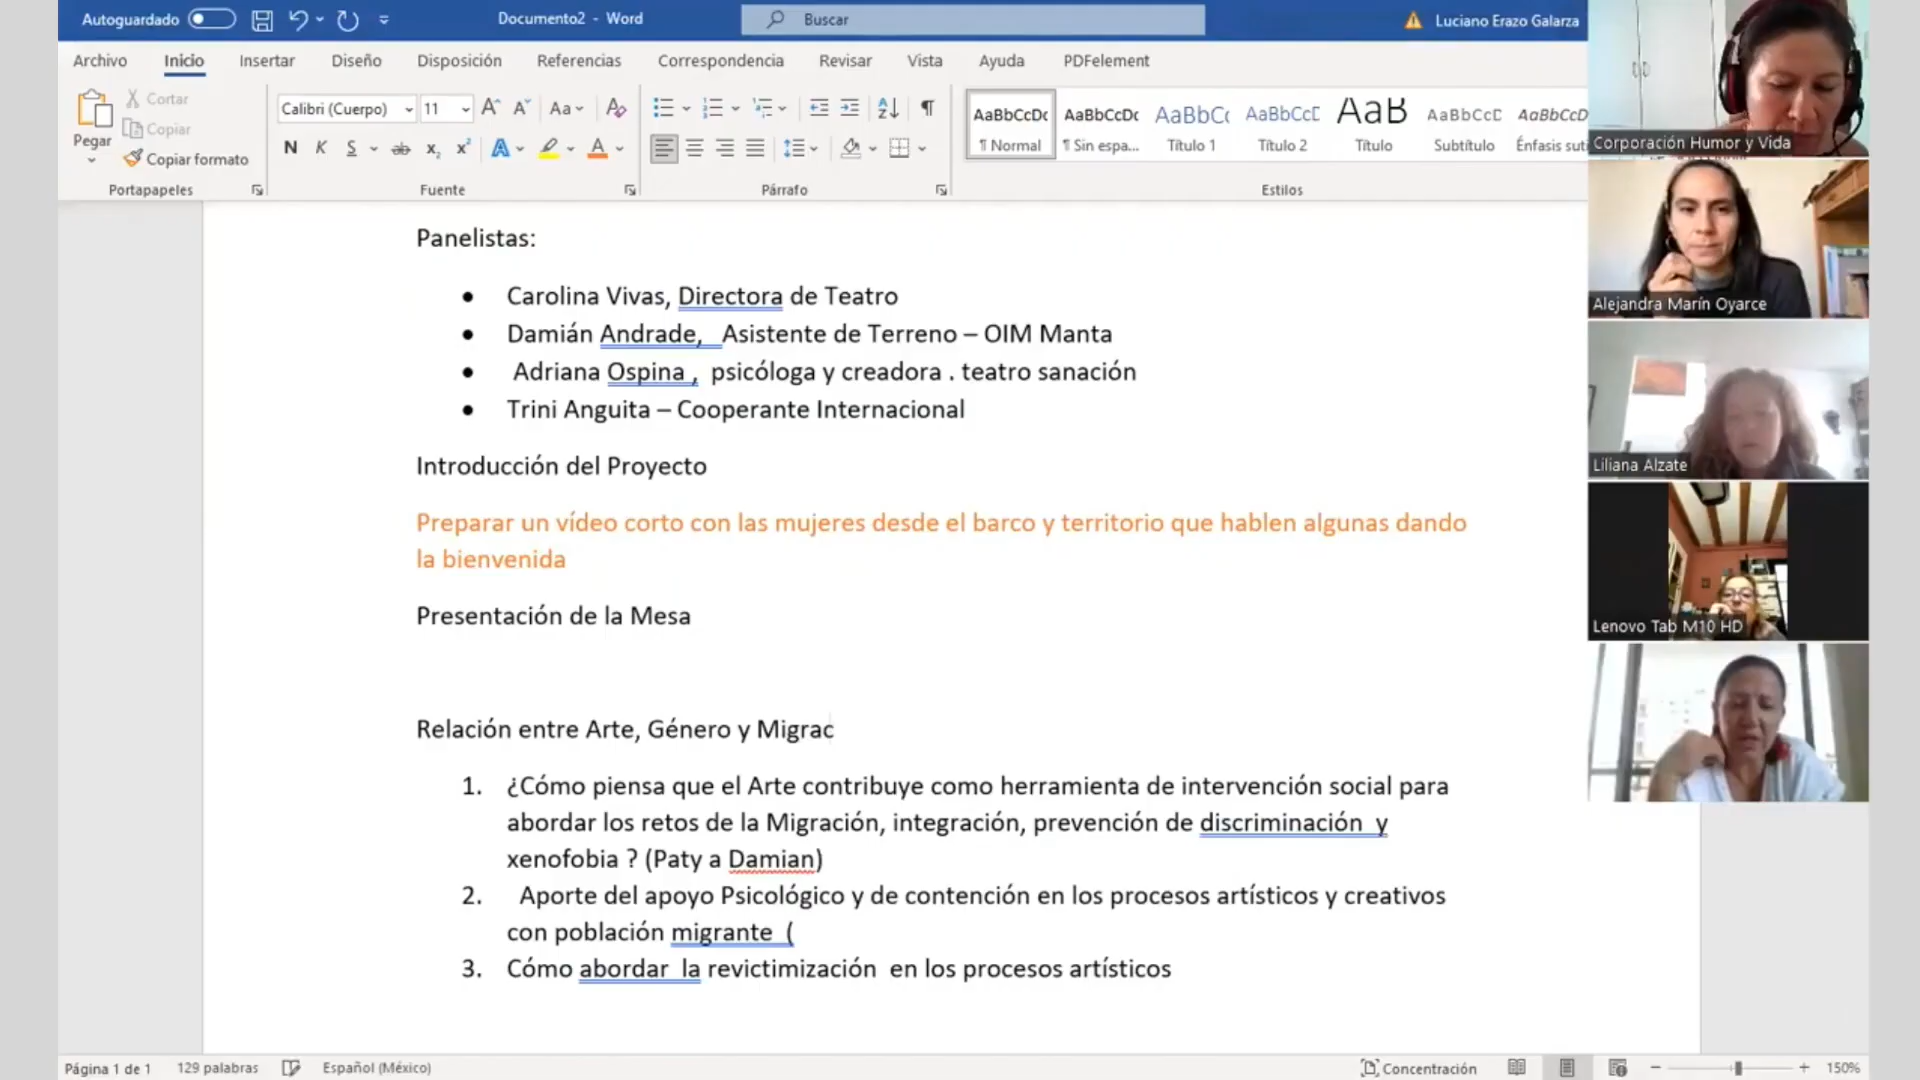 Autoguardado
Documento2 - Word
Buscar
Luciano Erazo Galarza
Archivo Inicio Insertar Diseño Disposición Referencias Correspondencia Revisar Vista Ayuda PDFelement
Pegar
Cortar
Copiar
Copiar formato
Portapapeles
Calibri (Cuerpo) 11
N K S ab x₂ x² A A
Fuente
Párrafo
AaBbCcDc AaBbCcDc AaBbCc AaBbCcD AaB AaBbCcD AaBbCcD
¶ Normal ¶ Sin espa... Título 1 Título 2 Título Subtítulo Énfasis suti
Estilos
Panelistas:
• Carolina Vivas, Directora de Teatro
• Damián Andrade,   Asistente de Terreno – OIM Manta
•  Adriana Ospina ,  psicóloga y creadora . teatro sanación
• Trini Anguita – Cooperante Internacional
Introducción del Proyecto
Preparar un vídeo corto con las mujeres desde el barco y territorio que hablen algunas dando
la bienvenida
Presentación de la Mesa
Relación entre Arte, Género y Migrac
1. ¿Cómo piensa que el Arte contribuye como herramienta de intervención social para
abordar los retos de la Migración, integración, prevención de discriminación  y
xenofobia ? (Paty a Damian)
2.   Aporte del apoyo Psicológico y de contención en los procesos artísticos y creativos
con población migrante  (
3. Cómo abordar  la revictimización  en los procesos artísticos
Página 1 de 1 129 palabras Español (México) Concentración 150%
Corporación Humor y Vida
Alejandra Marín Oyarce
Liliana Alzate
Lenovo Tab M10 HD